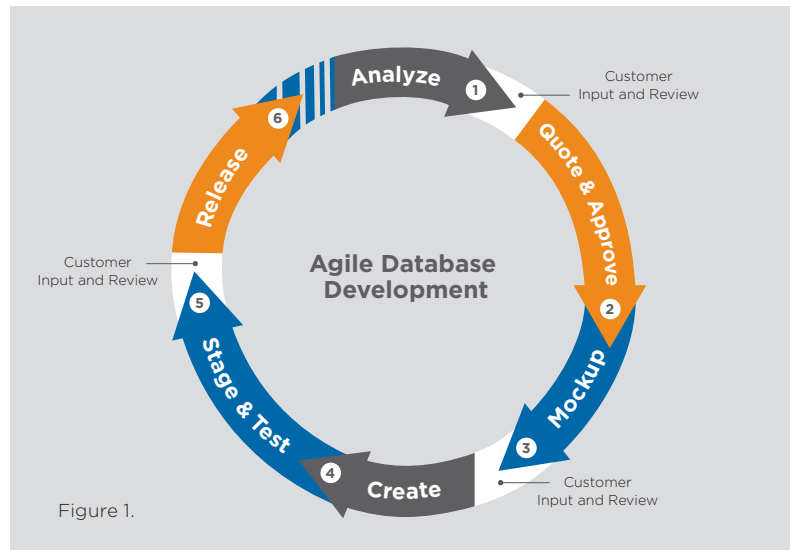 Analyze
1
Customer
Input and Review
Quote & Approve
2
Mockup
3
Customer
Input and Review
Create
4
Stage & Test
5
Customer
Input and Review
Release
6
Agile Database
Development
Figure 1.